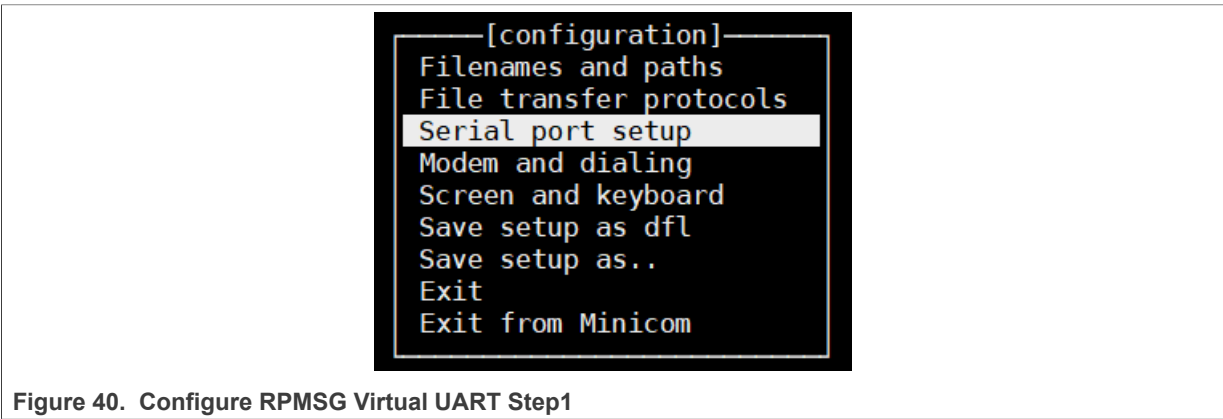 [configuration]
Filenames and paths
File transfer protocols
Serial port setup
Modem and dialing
Screen and keyboard
Save setup as dfl
Save setup as..
Exit
Exit from Minicom
Figure 40. Configure RPMSG Virtual UART Step1